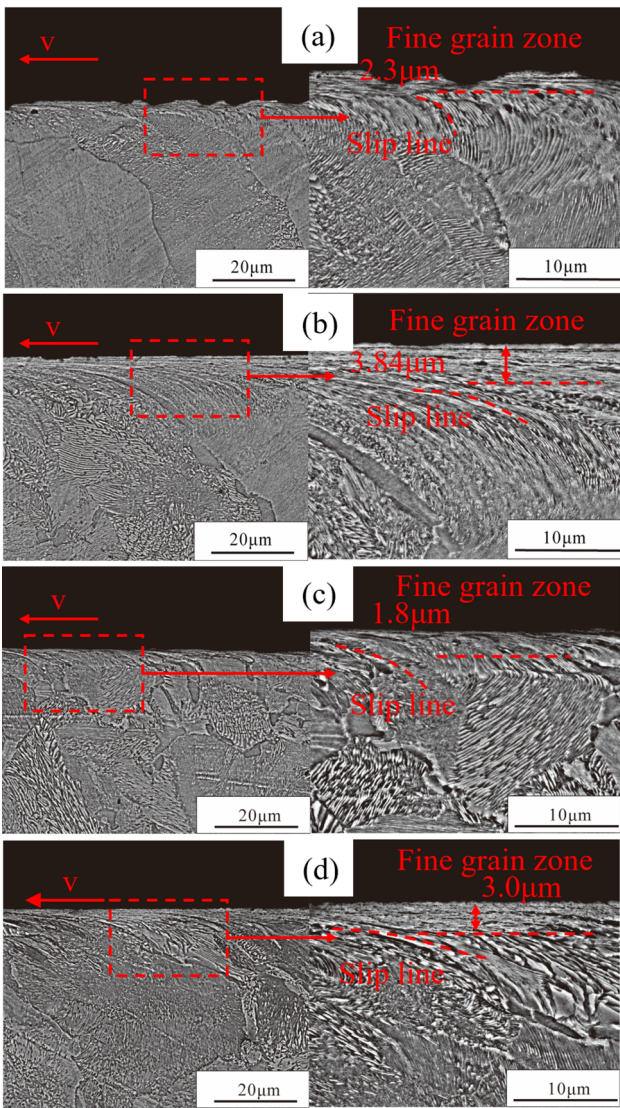 (a)
v
Fine grain zone
2.3μm
Slip line
20μm
10μm
(b)
v
Fine grain zone
3.84μm
Slip line
20μm
10μm
(c)
v
Fine grain zone
1.8μm
Slip line
20μm
10μm
(d)
v
Fine grain zone
3.0μm
Slip line
20μm
10μm